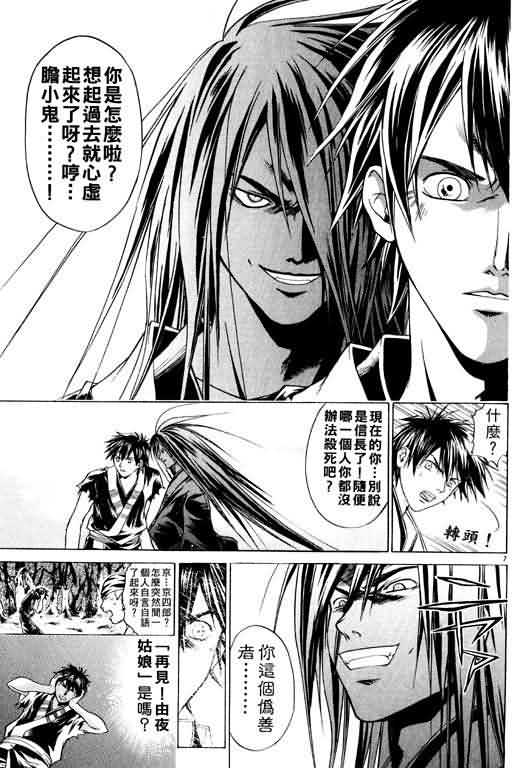 你是怎麼啦？
想起過去就心虛
起來了呀？哼…
膽小鬼………！
什麼？
轉頭！
現在的你…別說
是信長了！隨便
哪一個人你都沒
辦法殺死吧？
7
你這個偽善
者………
京…京四郎？
怎麼突然間一
個人自言自語
了起來呀？
「再見！由夜
姑娘」是嗎？